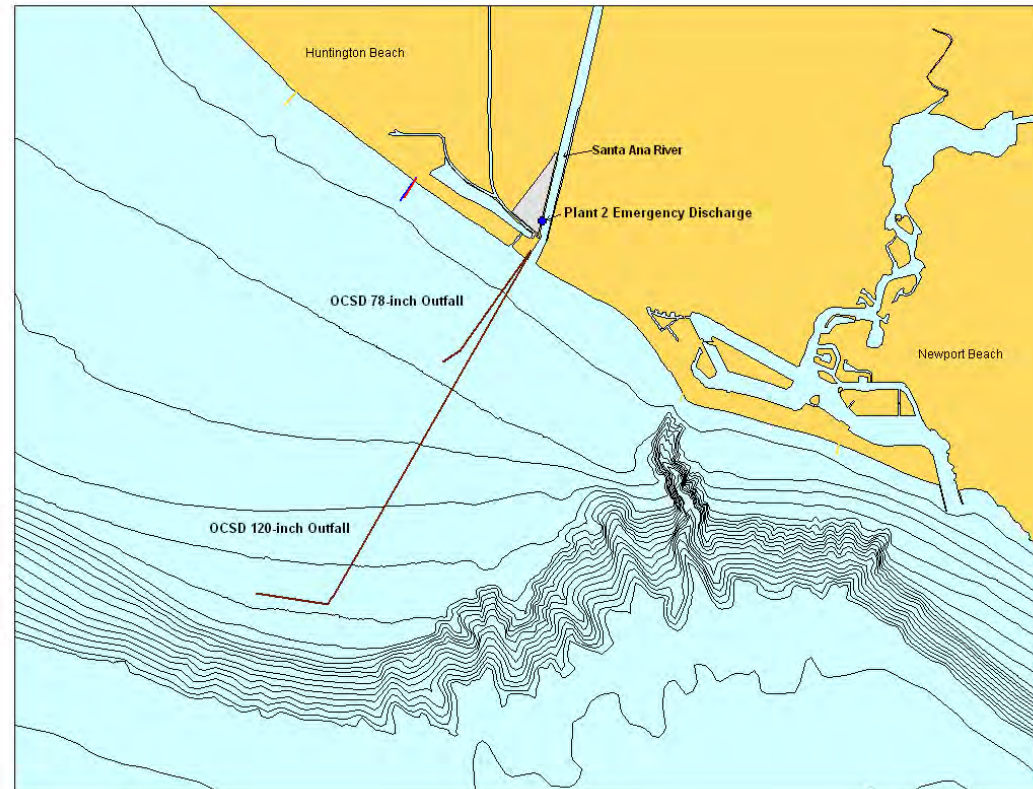 Huntington Beach
Santa Ana River
Plant 2 Emergency Discharge
OCSD 78-inch Outfall
Newport Beach
OCSD 120-inch Outfall